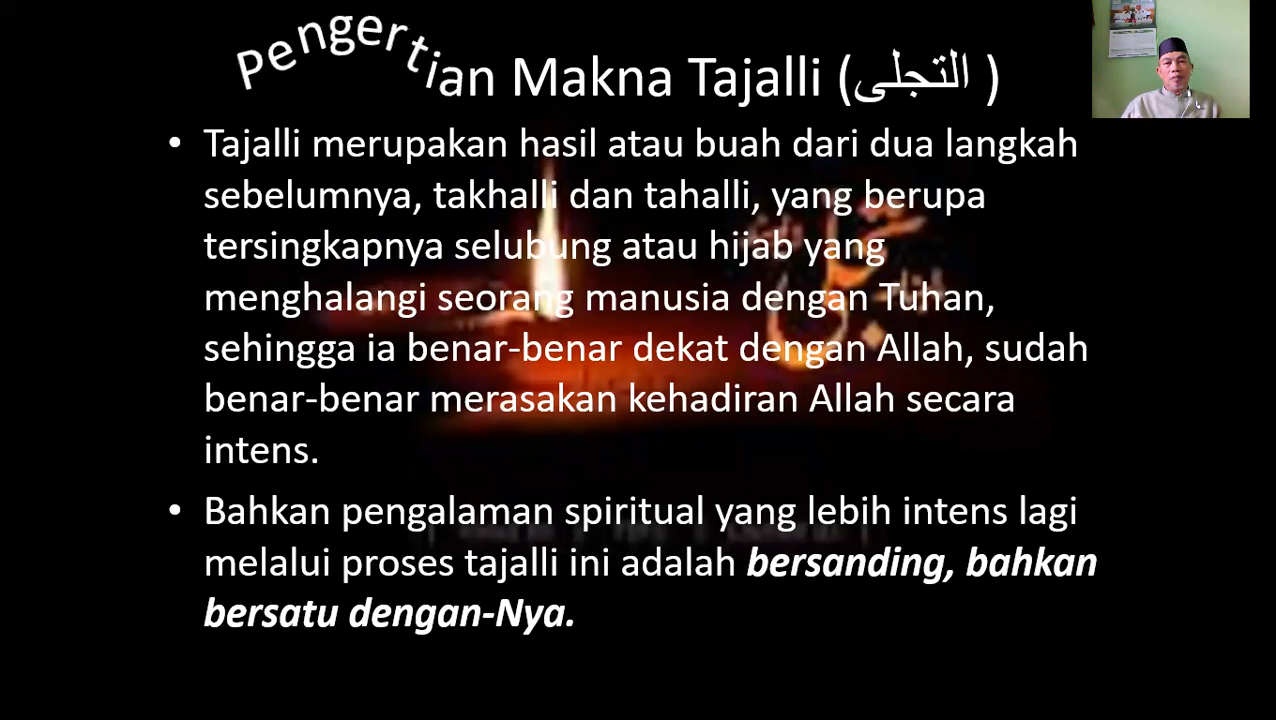 Pengertian Makna Tajalli (التجلى )
• Tajalli merupakan hasil atau buah dari dua langkah
sebelumnya, takhalli dan tahalli, yang berupa
tersingkapnya selubung atau hijab yang
menghalangi seorang manusia dengan Tuhan,
sehingga ia benar-benar dekat dengan Allah, sudah
benar-benar merasakan kehadiran Allah secara
intens.
• Bahkan pengalaman spiritual yang lebih intens lagi
melalui proses tajalli ini adalah bersanding, bahkan
bersatu dengan-Nya.